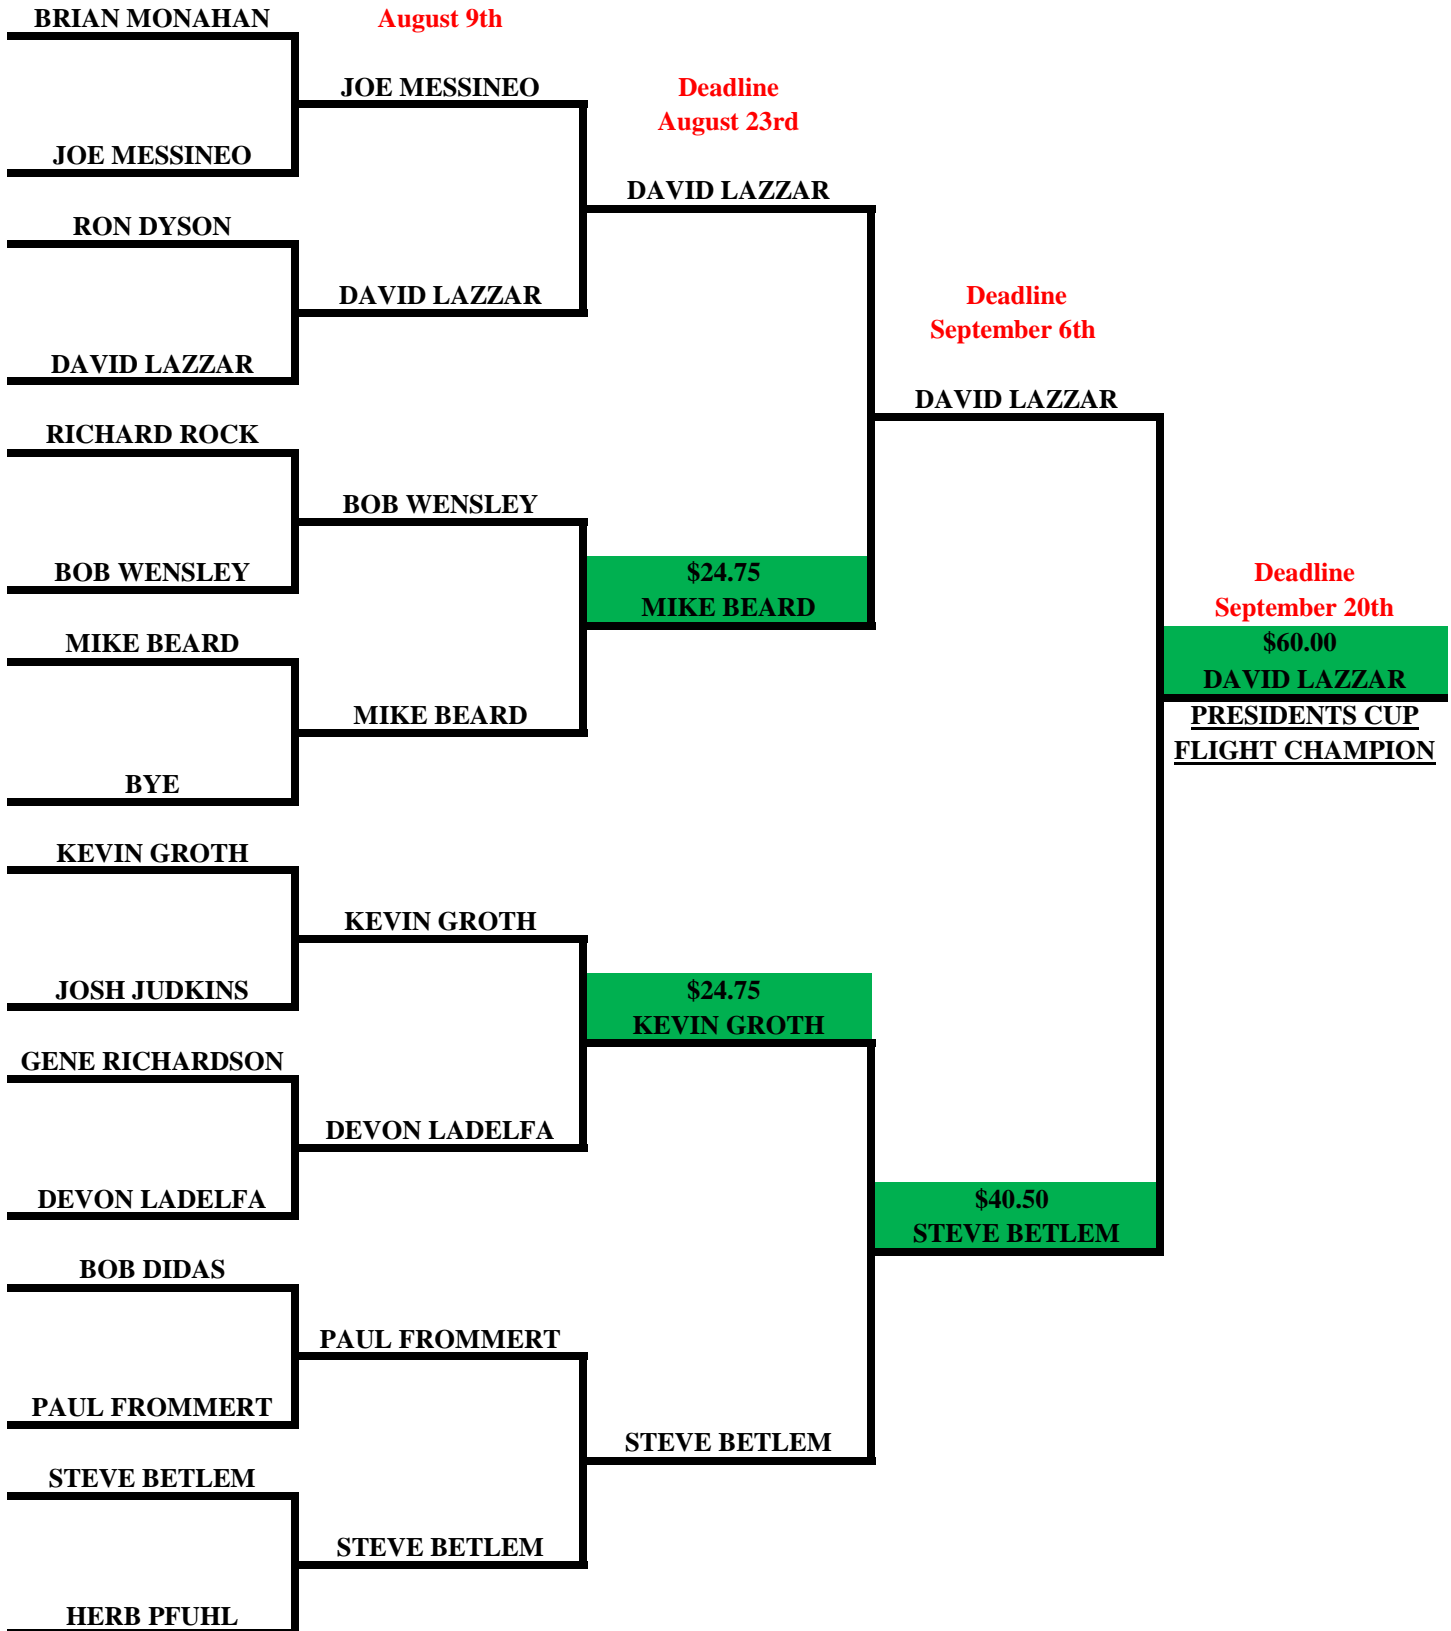 BRIAN MONAHAN
August 9th
JOE MESSINEO
Deadline
August 23rd
JOE MESSINEO
DAVID LAZZAR
RON DYSON
DAVID LAZZAR
Deadline
September 6th
DAVID LAZZAR
DAVID LAZZAR
RICHARD ROCK
BOB WENSLEY
BOB WENSLEY
$24.75
MIKE BEARD
Deadline
September 20th
MIKE BEARD
$60.00
DAVID LAZZAR
MIKE BEARD
PRESIDENTS CUP
FLIGHT CHAMPION
BYE
KEVIN GROTH
KEVIN GROTH
JOSH JUDKINS
$24.75
KEVIN GROTH
GENE RICHARDSON
DEVON LADELFA
DEVON LADELFA
$40.50
STEVE BETLEM
BOB DIDAS
PAUL FROMMERT
PAUL FROMMERT
STEVE BETLEM
STEVE BETLEM
STEVE BETLEM
HERB PFUHL